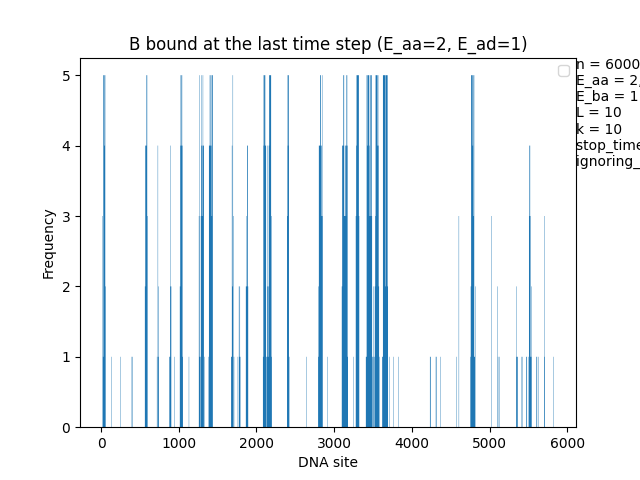 B bound at the last time step (E_aa=2, E_ad=1)
n = 6000
E_aa = 2,
E_ba = 1
L = 10
k = 10
stop_time
ignoring_
Frequency
5
4
3
2
1
0
0 1000 2000 3000 4000 5000 6000
DNA site